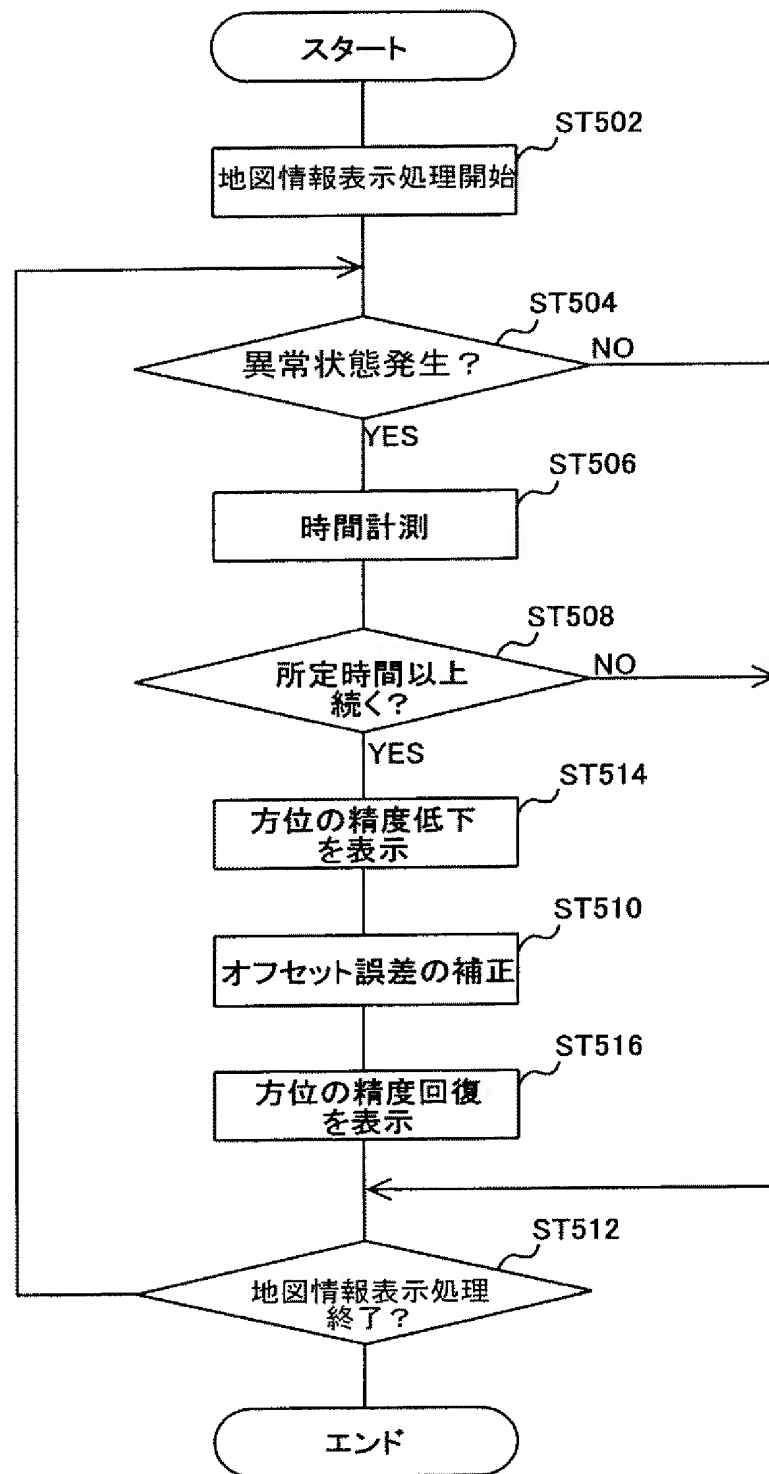 スタート
ST502
地図情報表示処理開始
ST504
異常状態発生？
NO
YES
ST506
時間計測
ST508
所定時間以上
続く？
NO
YES
ST514
方位の精度低下
を表示
ST510
オフセット誤差の補正
ST516
方位の精度回復
を表示
ST512
地図情報表示処理
終了？
エンド